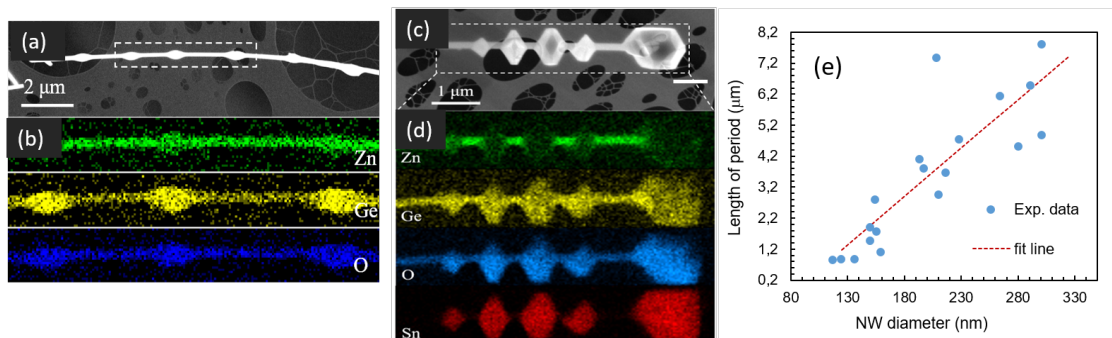 (a)
2 μm
(b)
Zn
Ge
O
(c)
1 μm
(d)
Zn
Ge
O
Sn
(e)
Length of period (μm)
8,2
7,2
6,2
5,2
4,2
3,2
2,2
1,2
0,2
Exp. data
fit line
80 130 180 230 280 330
NW diameter (nm)